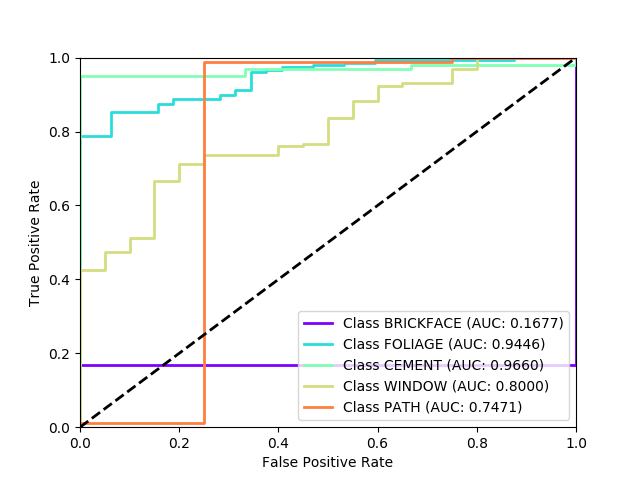 1.0
0.8
0.6
0.4
0.2
0.0
True Positive Rate
Class BRICKFACE (AUC: 0.1677)
Class FOLIAGE (AUC: 0.9446)
Class CEMENT (AUC: 0.9660)
Class WINDOW (AUC: 0.8000)
Class PATH (AUC: 0.7471)
0.0 0.2 0.4 0.6 0.8 1.0
False Positive Rate